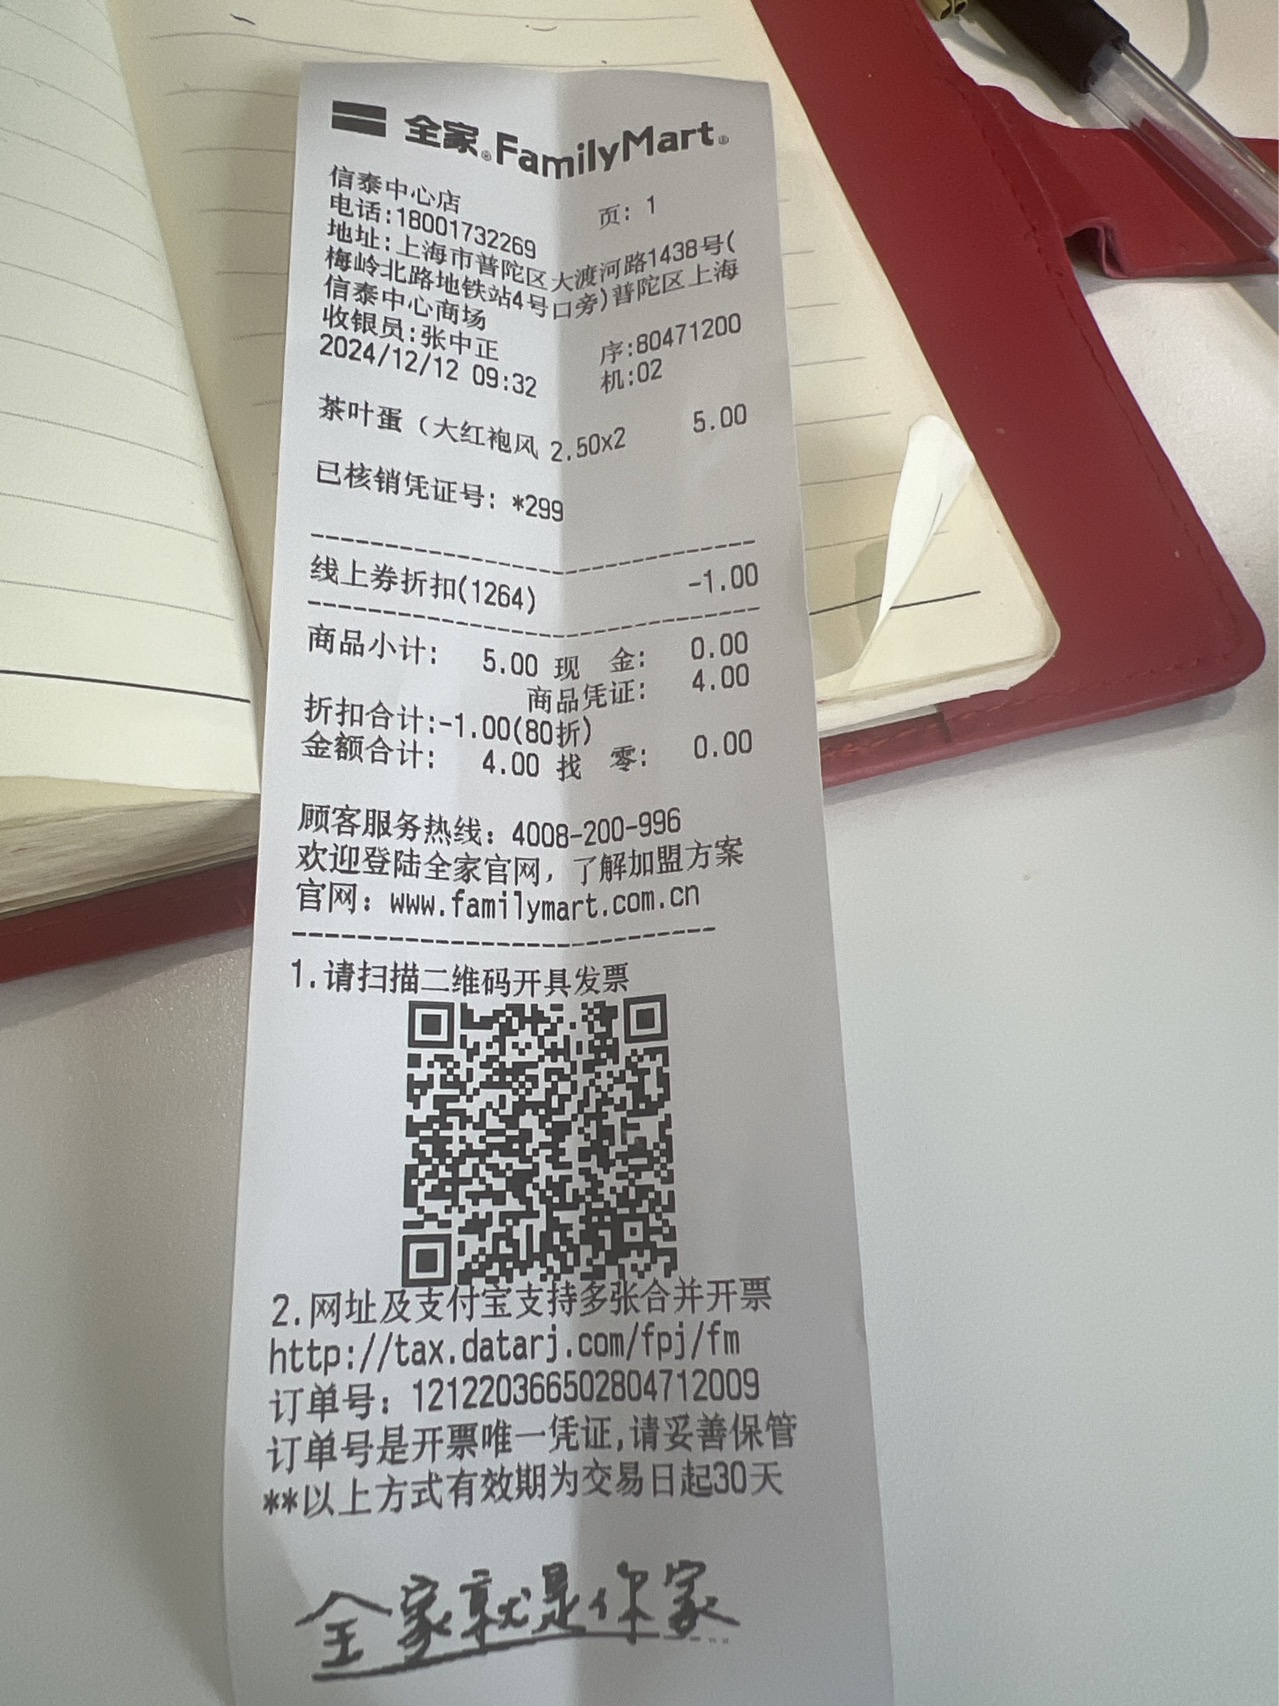 全家®FamilyMart®
信泰中心店 页: 1
电话:18001732269
地址:上海市普陀区大渡河路1438号(
梅岭北路地铁站4号口旁)普陀区上海
信泰中心商场
收银员:张中正 序:80471200
2024/12/12 09:32 机:02
茶叶蛋（大红袍风 2.50x2 5.00
已核销凭证号: *299
线上券折扣(1264) -1.00
商品小计: 5.00 现 金: 0.00
商品凭证: 4.00
折扣合计:-1.00(80折)
金额合计: 4.00 找 零: 0.00
顾客服务热线: 4008-200-996
欢迎登陆全家官网, 了解加盟方案
官网: www.familymart.com.cn
1.请扫描二维码开具发票
2.网址及支付宝支持多张合并开票
http://tax.datarj.com/fpj/fm
订单号: 121220366502804712009
订单号是开票唯一凭证,请妥善保管
**以上方式有效期为交易日起30天
全家就是你家